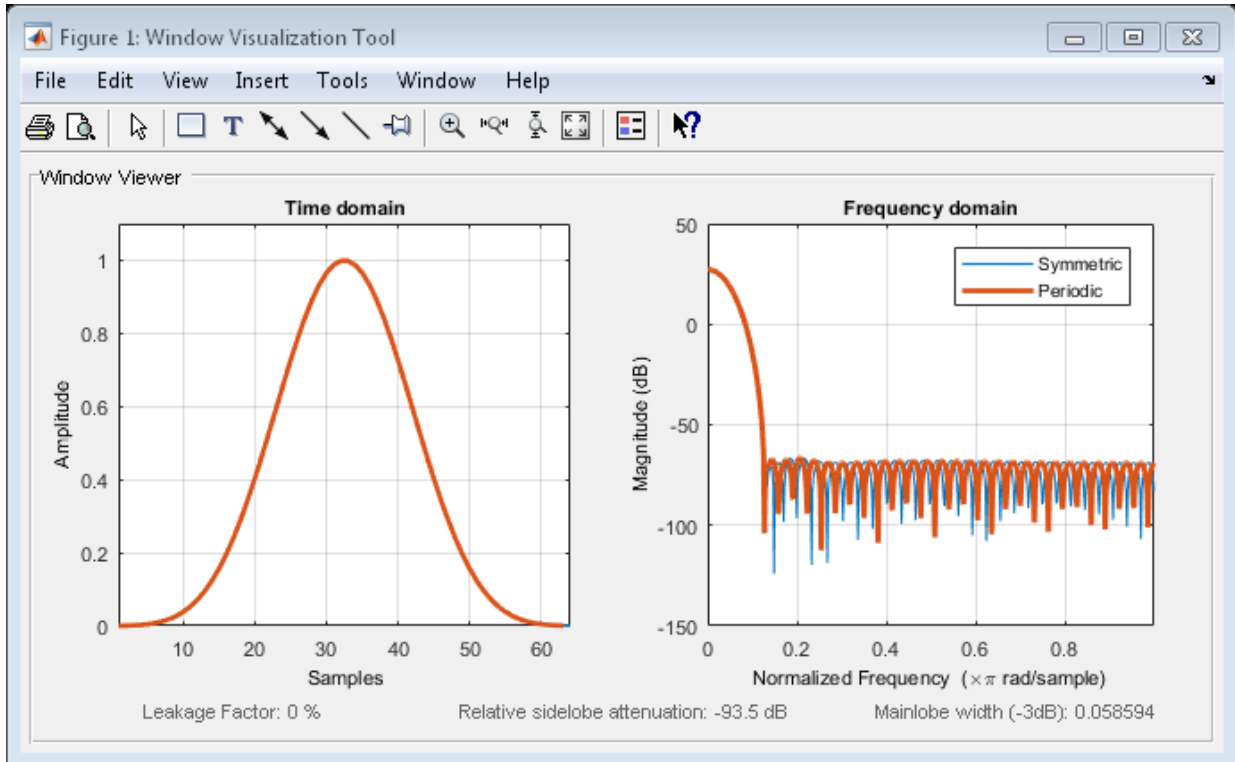 Figure 1: Window Visualization Tool
File Edit View Insert Tools Window Help
T
?
Window Viewer
Time domain
1
0.8
0.6
0.4
0.2
0
Amplitude
10 20 30 40 50 60
Samples
Frequency domain
50
0
-50
-100
-150
Magnitude (dB)
Symmetric
Periodic
0 0.2 0.4 0.6 0.8
Normalized Frequency (×π rad/sample)
Leakage Factor: 0 % Relative sidelobe attenuation: -93.5 dB Mainlobe width (-3dB): 0.058594